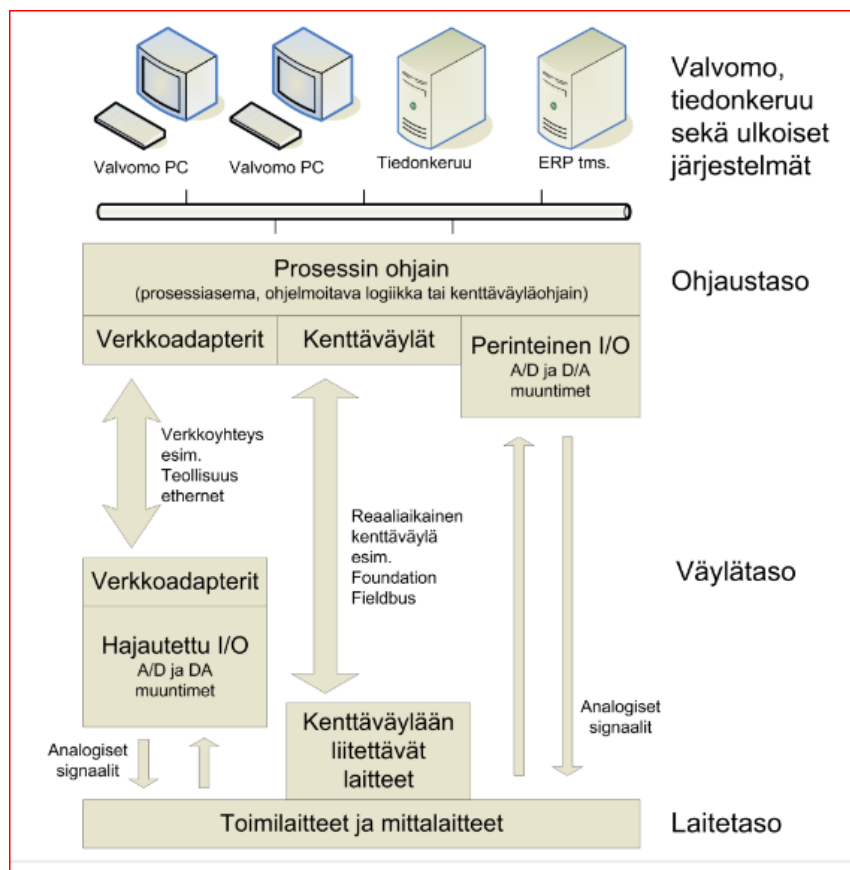 Valvomo PC
Valvomo PC
Tiedonkeruu
ERP tms.
Valvomo,
tiedonkeruu
sekä ulkoiset
järjestelmät
Prosessin ohjain
(prosessiasema, ohjelmoitava logiikka tai kenttäväyläohjain)
Ohjaustaso
Verkkoadapterit
Kenttäväylät
Perinteinen I/O
A/D ja D/A
muuntimet
Verkkoyhteys
esim.
Teollisuus
ethernet
Reaaliaikainen
kenttäväylä
esim.
Foundation
Fieldbus
Väylätaso
Verkkoadapterit
Hajautettu I/O
A/D ja DA
muuntimet
Analogiset
signaalit
Kenttäväylään
liitettävät
laitteet
Analogiset
signaalit
Toimilaitteet ja mittalaitteet
Laitetaso